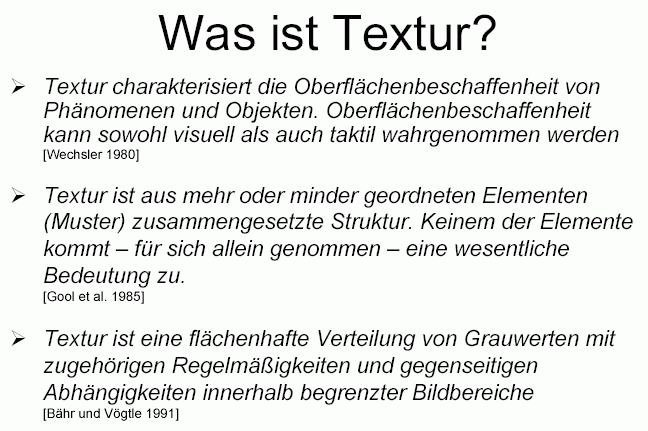 Was ist Textur?
➢ Textur charakterisiert die Oberflächenbeschaffenheit von
Phänomenen und Objekten. Oberflächenbeschaffenheit
kann sowohl visuell als auch taktil wahrgenommen werden
[Wechsler 1980]
➢ Textur ist aus mehr oder minder geordneten Elementen
(Muster) zusammengesetzte Struktur. Keinem der Elemente
kommt – für sich allein genommen – eine wesentliche
Bedeutung zu.
[Gool et al. 1985]
➢ Textur ist eine flächenhafte Verteilung von Grauwerten mit
zugehörigen Regelmäßigkeiten und gegenseitigen
Abhängigkeiten innerhalb begrenzter Bildbereiche
[Bähr und Vögtle 1991]